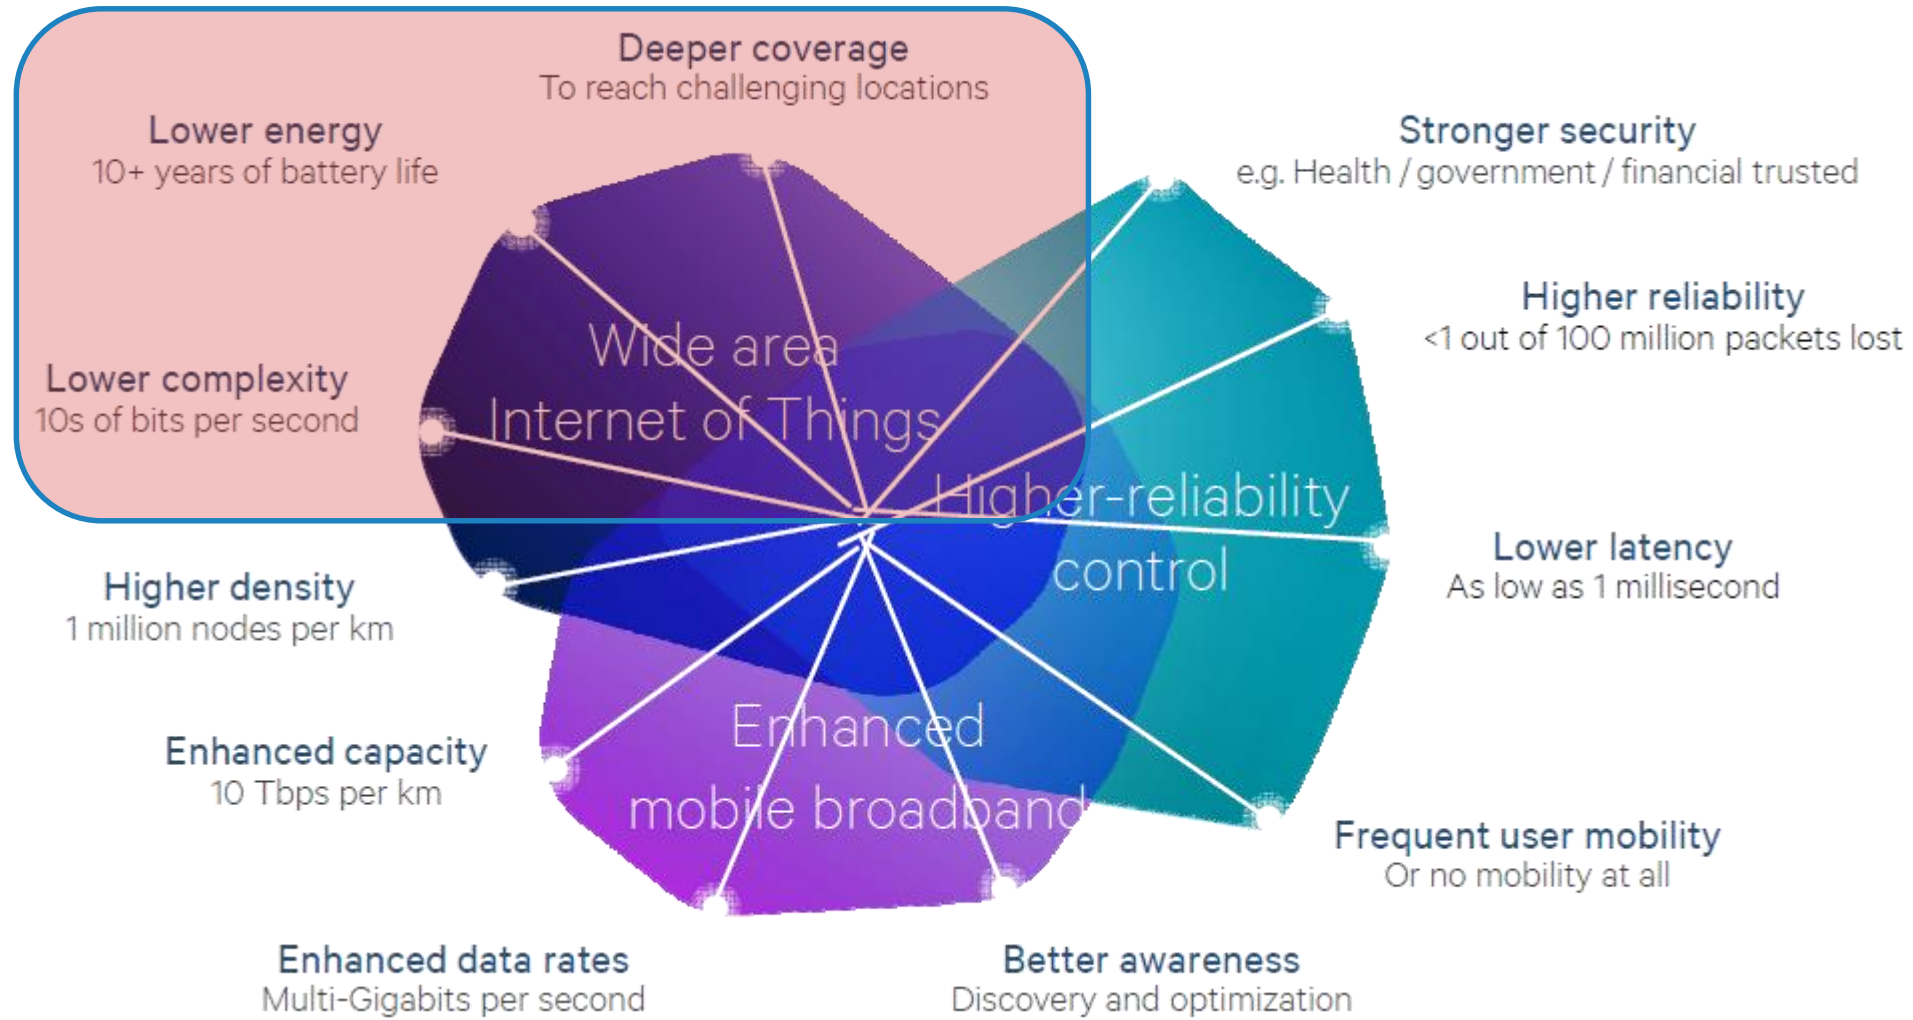 Deeper coverage
To reach challenging locations
Lower energy
10+ years of battery life
Stronger security
e.g. Health / government / financial trusted
Higher reliability
<1 out of 100 million packets lost
Wide area
Internet of Things
Lower complexity
10s of bits per second
Higher-reliability
control
Lower latency
As low as 1 millisecond
Higher density
1 million nodes per km
Enhanced
mobile broadband
Enhanced capacity
10 Tbps per km
Frequent user mobility
Or no mobility at all
Enhanced data rates
Multi-Gigabits per second
Better awareness
Discovery and optimization